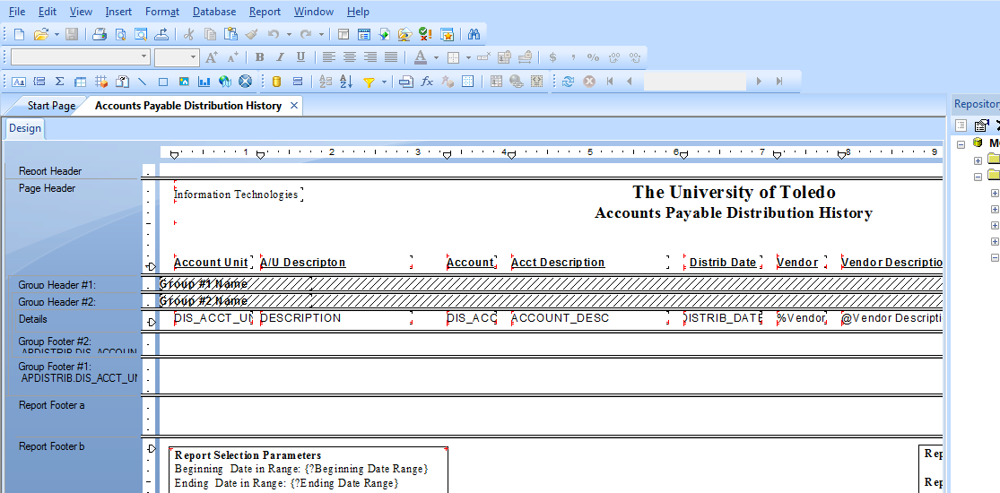 File Edit View Insert Format Database Report Window Help
Start Page Accounts Payable Distribution History
Repository
Design
1 2 3 4 5 6 7 8 9
Report Header
Page Header
Information Technologies
The University of Toledo
Accounts Payable Distribution History
Account Unit A/U Descripton Account Acct Description Distrib Date Vendor Vendor Descriptio
Group Header #1: Group #1 Name
Group Header #2: Group #2 Name
Details DIS_ACCT_UN DESCRIPTION DIS_ACC ACCOUNT_DESC DISTRIB_DATE %Vendor @Vendor Descripti
Group Footer #2:
APDISTRIB.DIS_ACCOUN
Group Footer #1:
APDISTRIB.DIS_ACCT_UN
Report Footer a
Report Footer b
Report Selection Parameters
Beginning Date in Range: {?Beginning Date Range}
Ending Date in Range: {?Ending Date Range}
Rep
Rep